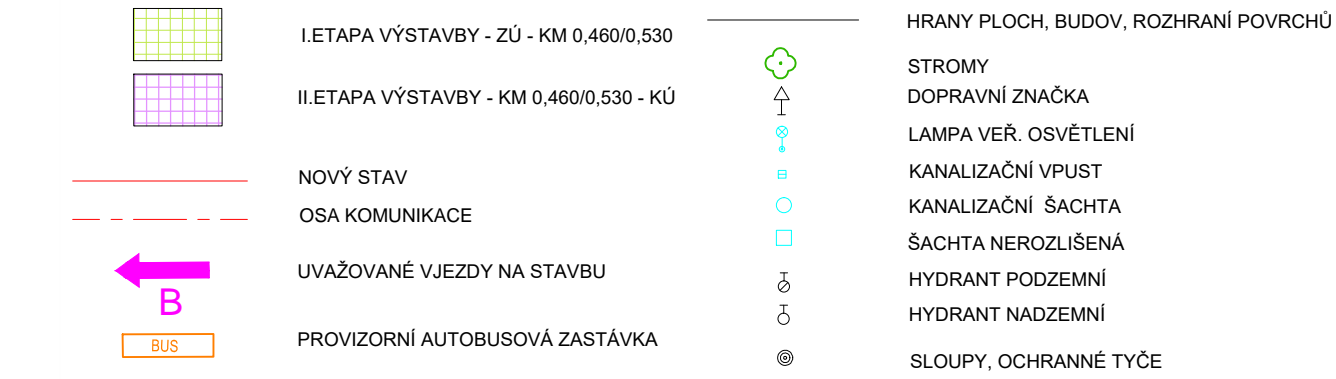 I.ETAPA VÝSTAVBY - ZÚ - KM 0,460/0,530
II.ETAPA VÝSTAVBY - KM 0,460/0,530 - KÚ
NOVÝ STAV
OSA KOMUNIKACE
UVAŽOVANÉ VJEZDY NA STAVBU
B
BUS
PROVIZORNÍ AUTOBUSOVÁ ZASTÁVKA
HRANY PLOCH, BUDOV, ROZHRANÍ POVRCHŮ
STROMY
DOPRAVNÍ ZNAČKA
LAMPA VEŘ. OSVĚTLENÍ
KANALIZAČNÍ VPUST
KANALIZAČNÍ ŠACHTA
ŠACHTA NEROZLIŠENÁ
HYDRANT PODZEMNÍ
HYDRANT NADZEMNÍ
SLOUPY, OCHRANNÉ TYČE